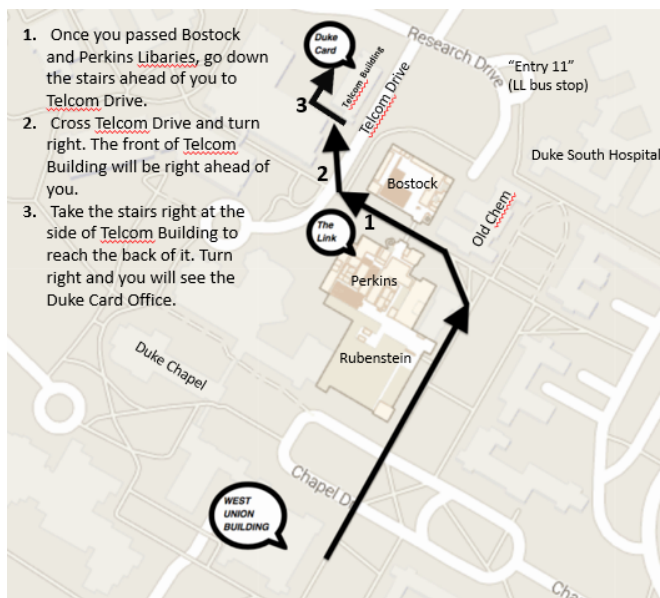 1. Once you passed Bostock
and Perkins Libaries, go down
the stairs ahead of you to
Telcom Drive.
2. Cross Telcom Drive and turn
right. The front of Telcom
Building will be right ahead of
you.
3. Take the stairs right at the
side of Telcom Building to
reach the back of it. Turn
right and you will see the
Duke Card Office.
Duke
Card
Telcom Building
Telcom Drive
Research Drive
"Entry 11"
(LL bus stop)
Duke South Hospital
3
2
1
Bostock
Old Chem
The
Link
Perkins
Rubenstein
Duke Chapel
Chapel D
WEST
UNION
BUILDING
Cha